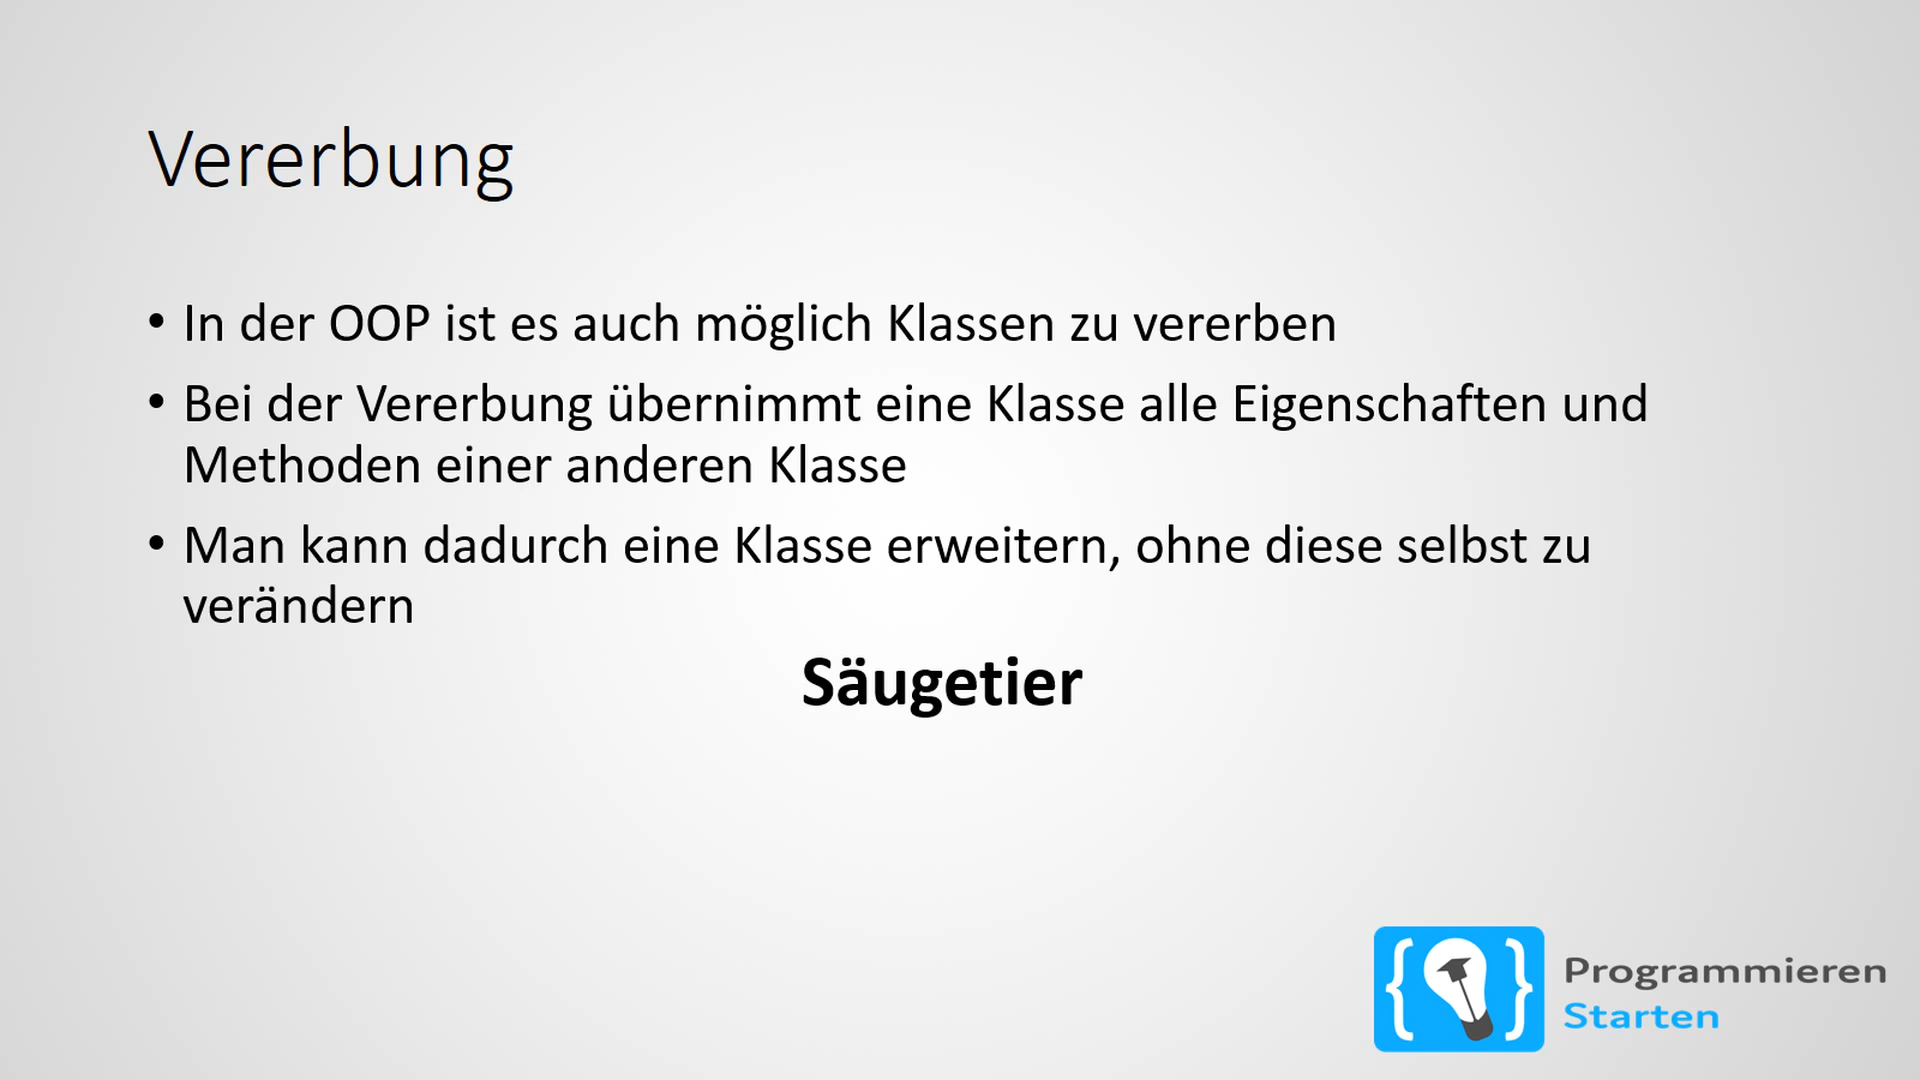 Vererbung
• In der OOP ist es auch möglich Klassen zu vererben
• Bei der Vererbung übernimmt eine Klasse alle Eigenschaften und
Methoden einer anderen Klasse
• Man kann dadurch eine Klasse erweitern, ohne diese selbst zu
verändern
Säugetier
{ }
Programmieren
Starten